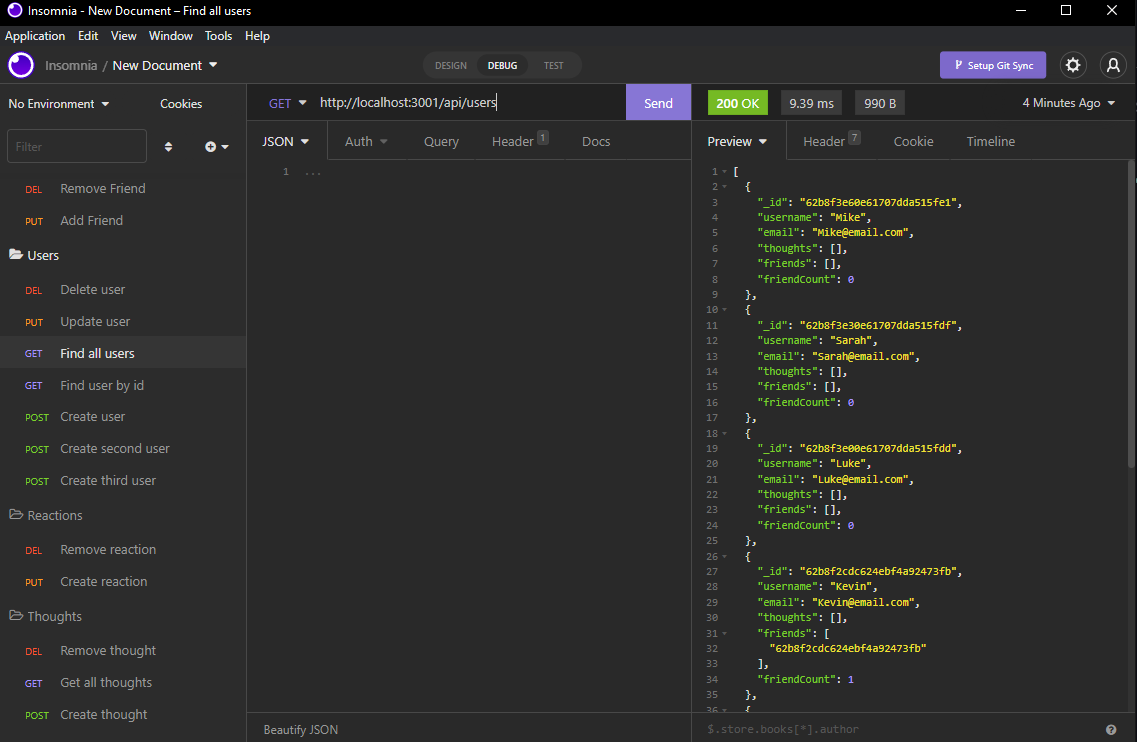 Insomnia - New Document – Find all users
Application Edit View Window Tools Help
Insomnia / New Document
DESIGN DEBUG TEST
Setup Git Sync
No Environment Cookies
Filter
DEL Remove Friend
PUT Add Friend
Users
DEL Delete user
PUT Update user
GET Find all users
GET Find user by id
POST Create user
POST Create second user
POST Create third user
Reactions
DEL Remove reaction
PUT Create reaction
Thoughts
DEL Remove thought
GET Get all thoughts
POST Create thought
GET http://localhost:3001/api/users Send
JSON Auth Query Header 1 Docs
1 ...
Beautify JSON
200 OK 9.39 ms 990 B 4 Minutes Ago
Preview Header 7 Cookie Timeline
1 [
2 {
3 "_id": "62b8f3e60e61707dda515fe1",
4 "username": "Mike",
5 "email": "Mike@email.com",
6 "thoughts": [],
7 "friends": [],
8 "friendCount": 0
9 },
10 {
11 "_id": "62b8f3e30e61707dda515fdf",
12 "username": "Sarah",
13 "email": "Sarah@email.com",
14 "thoughts": [],
15 "friends": [],
16 "friendCount": 0
17 },
18 {
19 "_id": "62b8f3e00e61707dda515fdd",
20 "username": "Luke",
21 "email": "Luke@email.com",
22 "thoughts": [],
23 "friends": [],
24 "friendCount": 0
25 },
26 {
27 "_id": "62b8f2cdc624ebf4a92473fb",
28 "username": "Kevin",
29 "email": "Kevin@email.com",
30 "thoughts": [],
31 "friends": [
32 "62b8f2cdc624ebf4a92473fb"
33 ],
34 "friendCount": 1
35 },
36 {
$.store.books[*].author